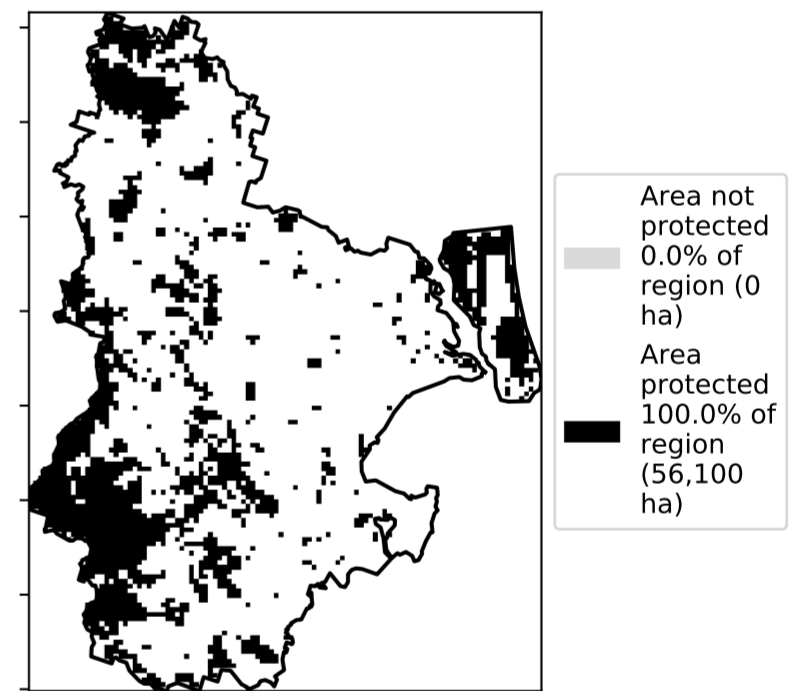 Area not
protected
0.0% of
region (0
ha)
Area
protected
100.0% of
region
(56,100
ha)